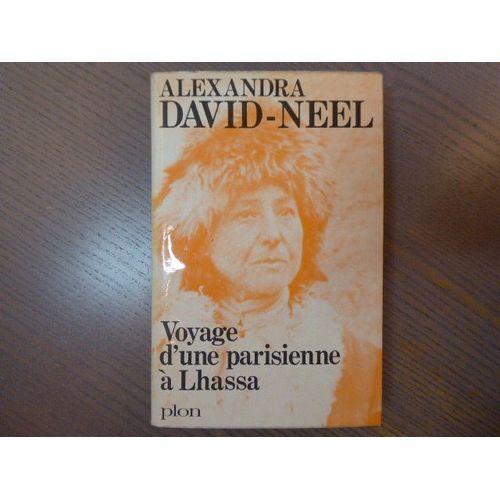 ALEXANDRA
DAVID-NEEL
Voyage
d'une parisienne
à Lhassa
plon